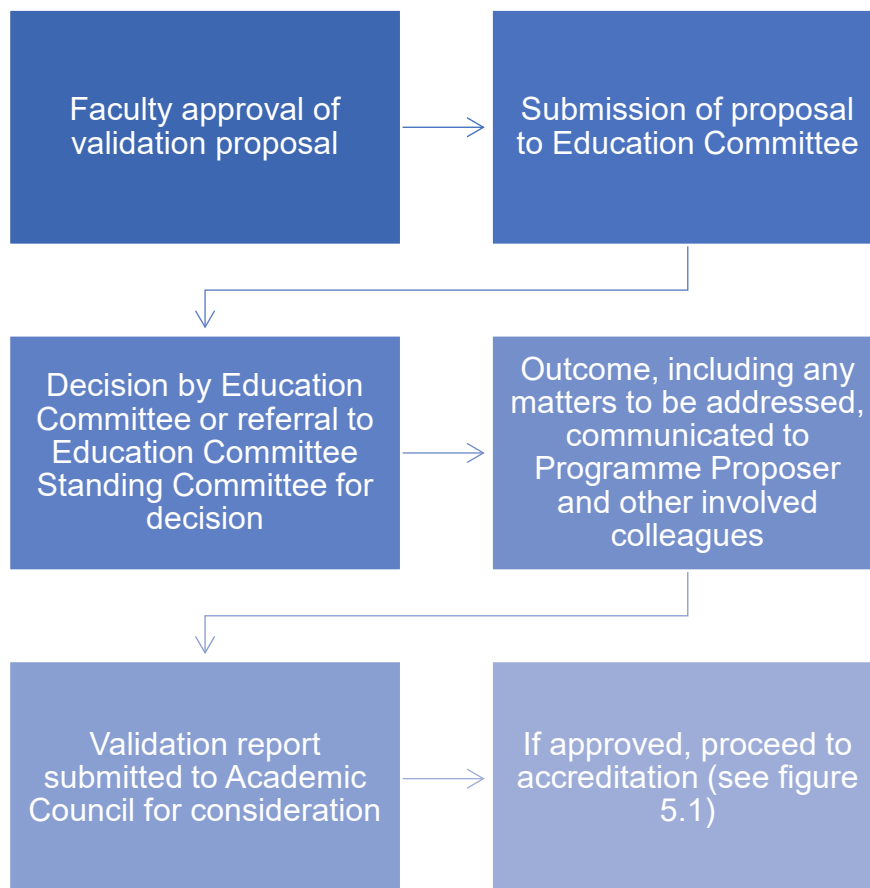 Faculty approval of
validation proposal
Submission of proposal
to Education Committee
Decision by Education
Committee or referral to
Education Committee
Standing Committee for
decision
Outcome, including any
matters to be addressed,
communicated to
Programme Proposer
and other involved
colleagues
Validation report
submitted to Academic
Council for consideration
If approved, proceed to
accreditation (see figure
5.1)